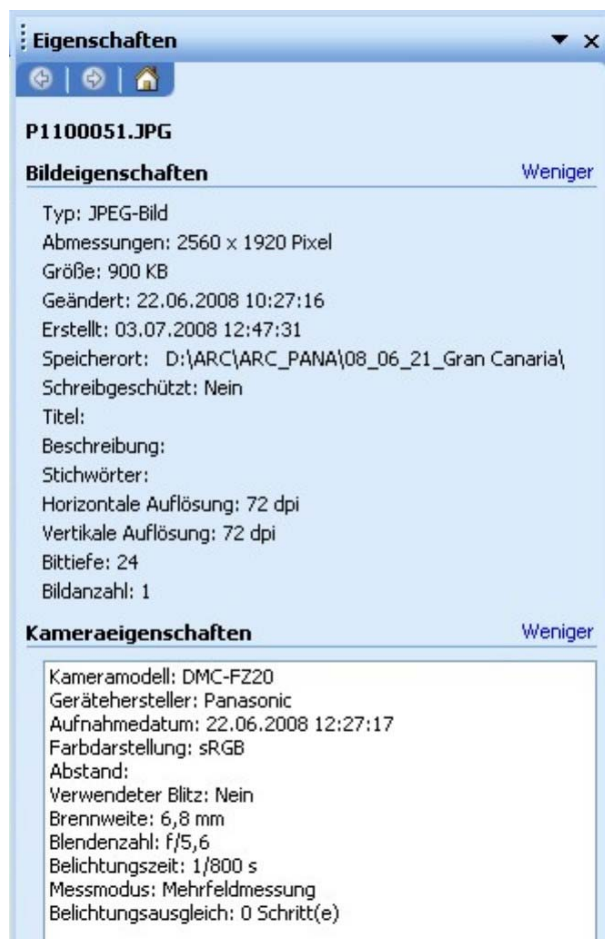 Eigenschaften
P1100051.JPG
Bildeigenschaften Weniger
Typ: JPEG-Bild
Abmessungen: 2560 x 1920 Pixel
Größe: 900 KB
Geändert: 22.06.2008 10:27:16
Erstellt: 03.07.2008 12:47:31
Speicherort: D:\ARC\ARC_PANA\08_06_21_Gran Canaria\
Schreibgeschützt: Nein
Titel:
Beschreibung:
Stichwörter:
Horizontale Auflösung: 72 dpi
Vertikale Auflösung: 72 dpi
Bittiefe: 24
Bildanzahl: 1
Kameraeigenschaften Weniger
Kameramodell: DMC-FZ20
Gerätehersteller: Panasonic
Aufnahmedatum: 22.06.2008 12:27:17
Farbdarstellung: sRGB
Abstand:
Verwendeter Blitz: Nein
Brennweite: 6,8 mm
Blendenzahl: f/5,6
Belichtungszeit: 1/800 s
Messmodus: Mehrfeldmessung
Belichtungsausgleich: 0 Schritt(e)